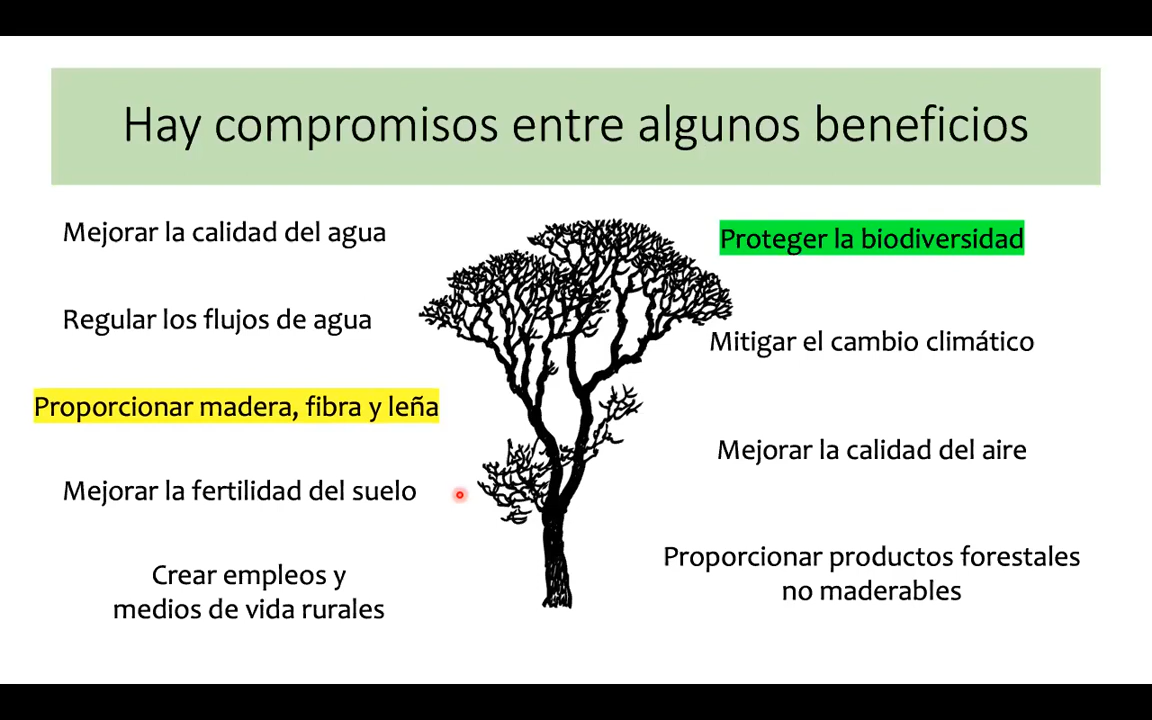 Hay compromisos entre algunos beneficios
Mejorar la calidad del agua
Regular los flujos de agua
Proporcionar madera, fibra y leña
Mejorar la fertilidad del suelo
Crear empleos y
medios de vida rurales
Proteger la biodiversidad
Mitigar el cambio climático
Mejorar la calidad del aire
Proporcionar productos forestales
no maderables